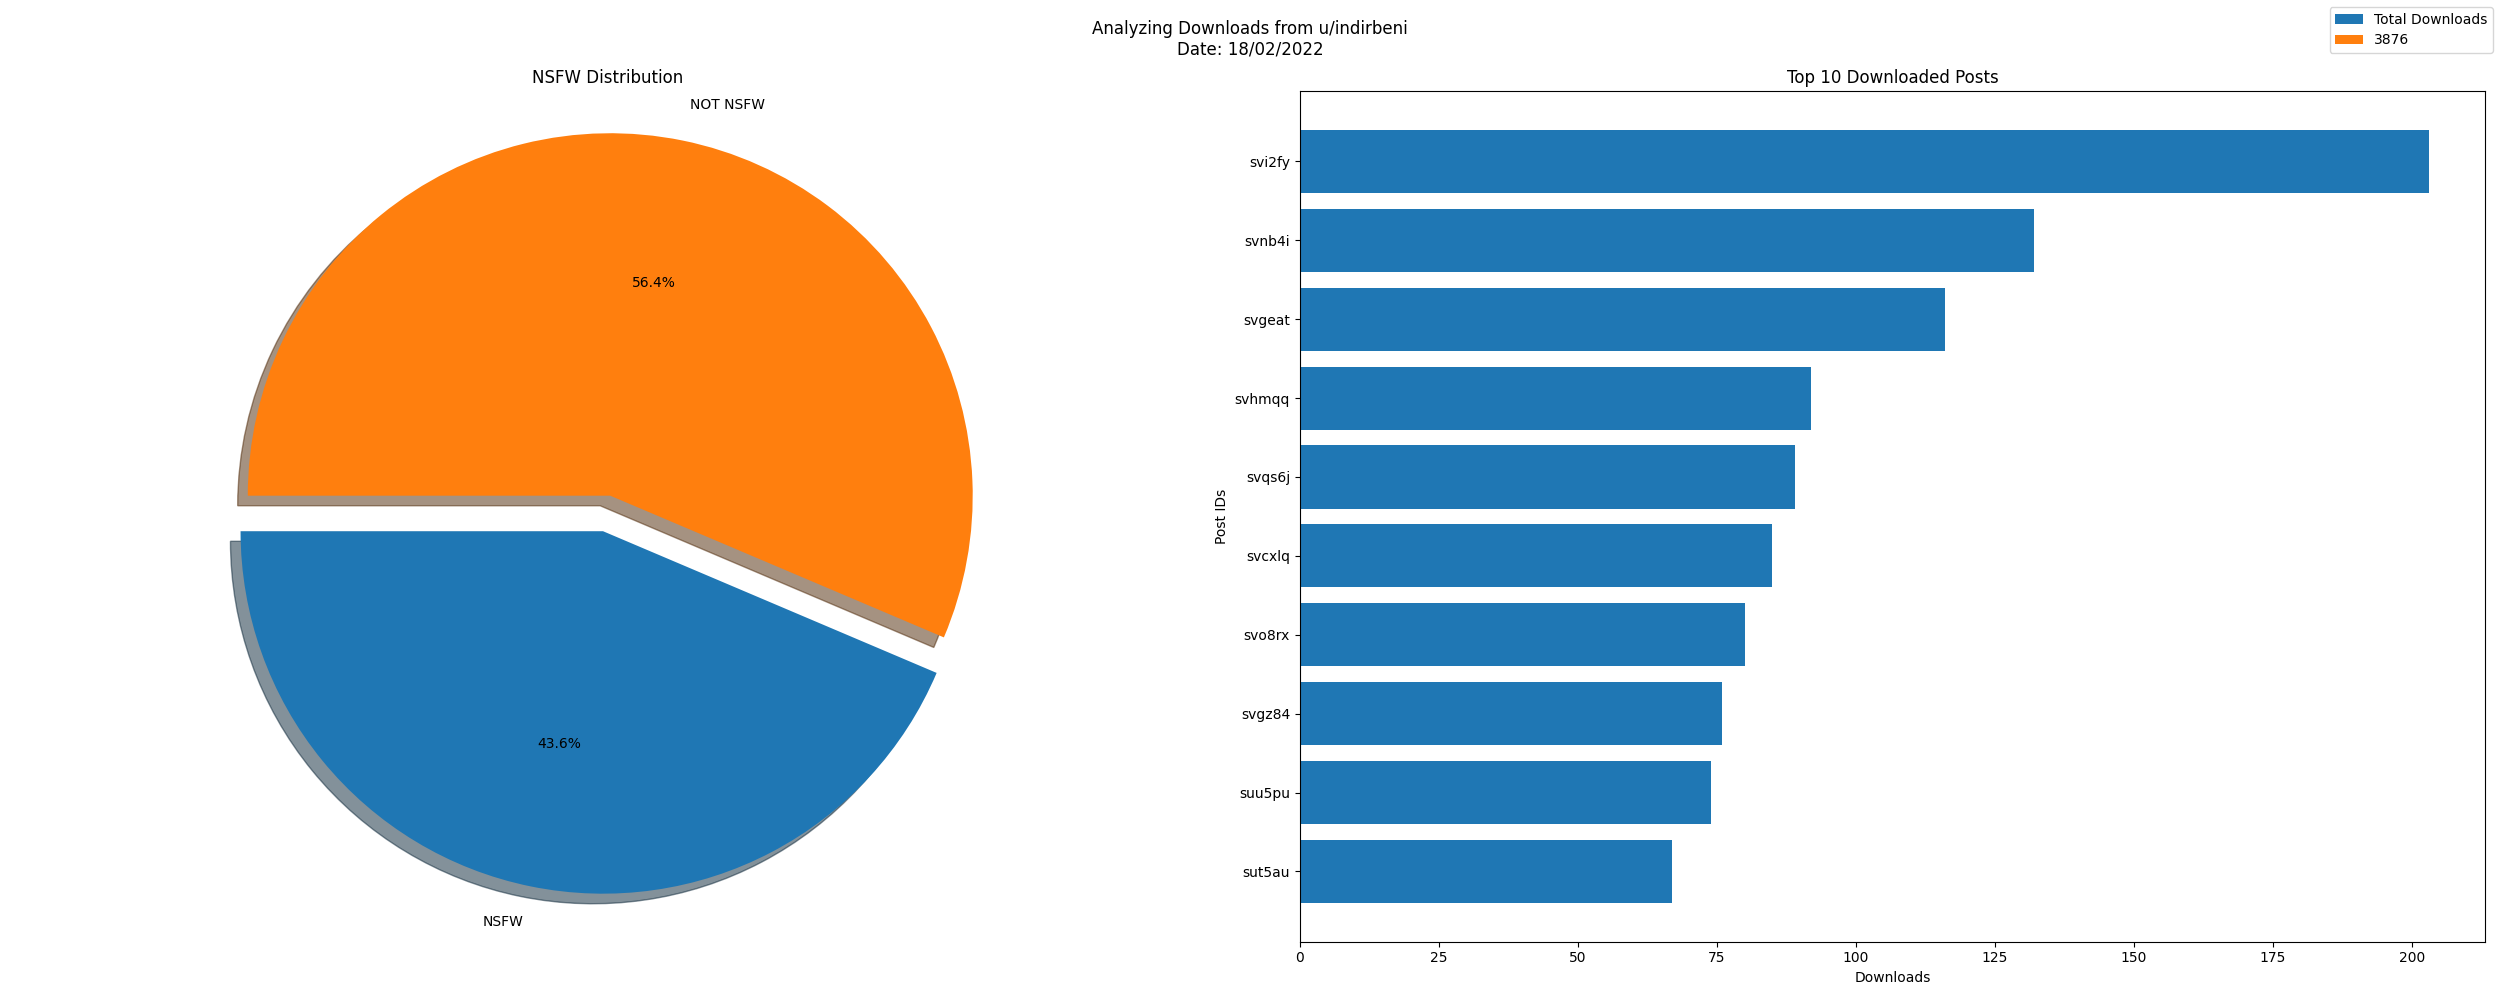 Analyzing Downloads from u/indirbeni
Date: 18/02/2022
Total Downloads
3876
NSFW Distribution
NOT NSFW
56.4%
43.6%
NSFW
Top 10 Downloaded Posts
Post IDs
svi2fy
svnb4i
svgeat
svhmqq
svqs6j
svcxlq
svo8rx
svgz84
suu5pu
sut5au
0 25 50 75 100 125 150 175 200
Downloads